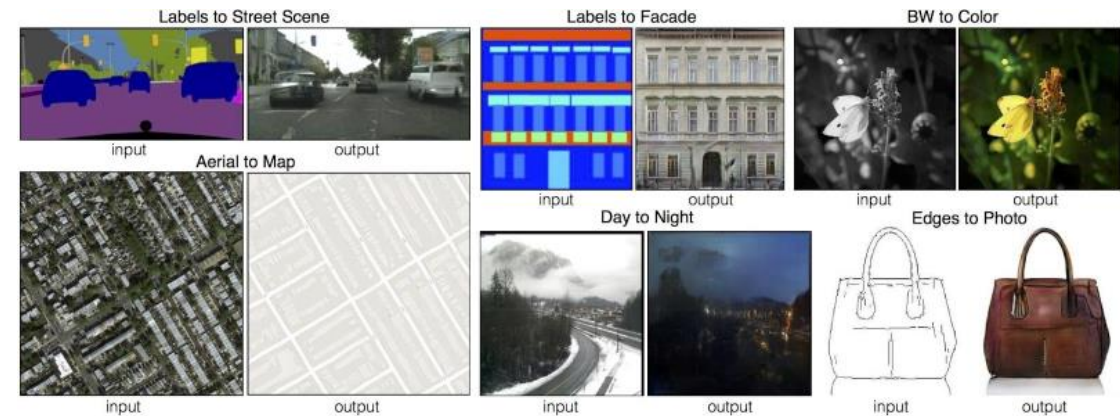 Labels to Street Scene
input
output
Aerial to Map
input
output
Labels to Facade
input
output
BW to Color
input
output
Day to Night
input
output
Edges to Photo
input
output